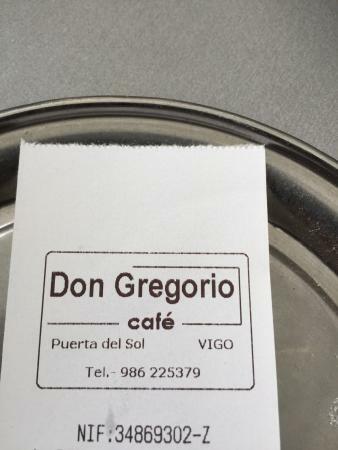 Don Gregorio
café
Puerta del Sol VIGO
Tel.- 986 225379
NIF:34869302-Z